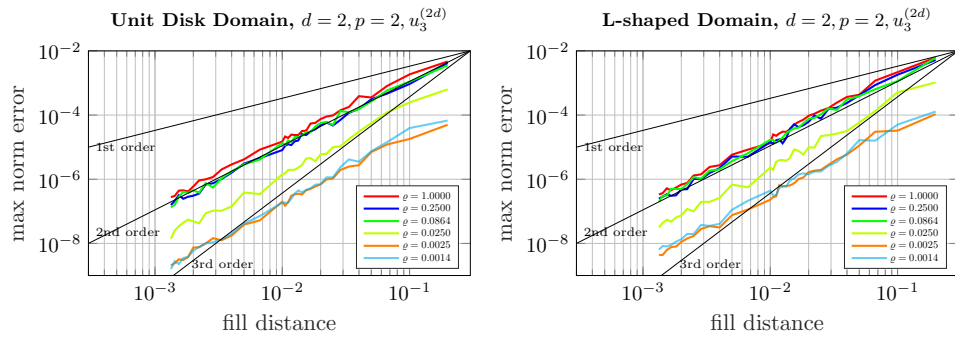 Unit Disk Domain, d = 2, p = 2, u_3^{(2d)}
10^{-2}
10^{-4}
10^{-6}
10^{-8}
max norm error
1st order
2nd order
3rd order
ϱ = 1.0000
ϱ = 0.2500
ϱ = 0.0864
ϱ = 0.0250
ϱ = 0.0025
ϱ = 0.0014
10^{-3}
10^{-2}
10^{-1}
fill distance
L-shaped Domain, d = 2, p = 2, u_3^{(2d)}
10^{-2}
10^{-4}
10^{-6}
10^{-8}
max norm error
1st order
2nd order
3rd order
ϱ = 1.0000
ϱ = 0.2500
ϱ = 0.0864
ϱ = 0.0250
ϱ = 0.0025
ϱ = 0.0014
10^{-3}
10^{-2}
10^{-1}
fill distance